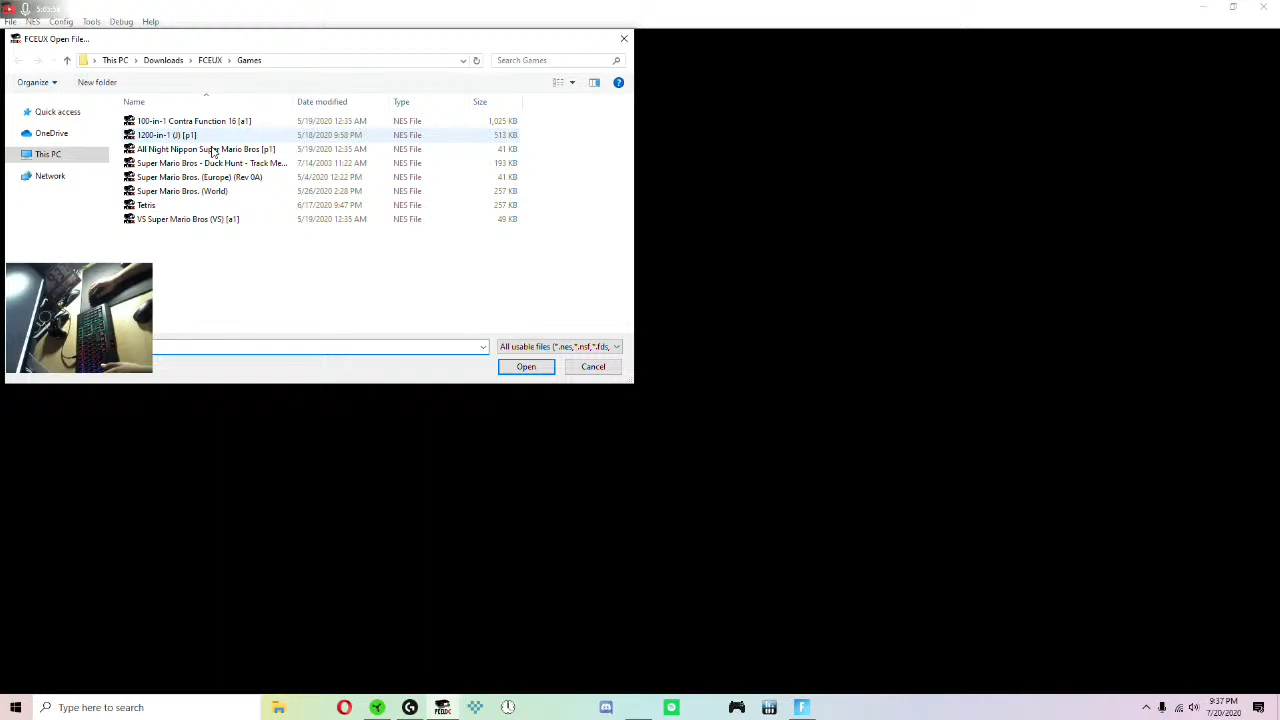 5:05:5
File NES Config Tools Debug Help
FCEUX Open File...
This PC > Downloads > FCEUX > Games
Search Games
Organize New folder
Name Date modified Type Size
Quick access
OneDrive
This PC
Network
100-in-1 Contra Function 16 [a1] 5/19/2020 12:35 AM NES File 1,025 KB
1200-in-1 (J) [p1] 5/18/2020 9:58 PM NES File 513 KB
All Night Nippon Super Mario Bros [p1] 5/19/2020 12:35 AM NES File 41 KB
Super Mario Bros - Duck Hunt - Track Me... 7/14/2003 11:22 AM NES File 193 KB
Super Mario Bros. (Europe) (Rev 0A) 5/4/2020 12:22 PM NES File 41 KB
Super Mario Bros. (World) 5/26/2020 2:28 PM NES File 257 KB
Tetris 6/17/2020 9:47 PM NES File 257 KB
VS Super Mario Bros (VS) [a1] 5/19/2020 12:35 AM NES File 49 KB
All usable files (*.nes,*.nsf,*.fds,
Open Cancel
Type here to search
9:37 PM
7/20/2020